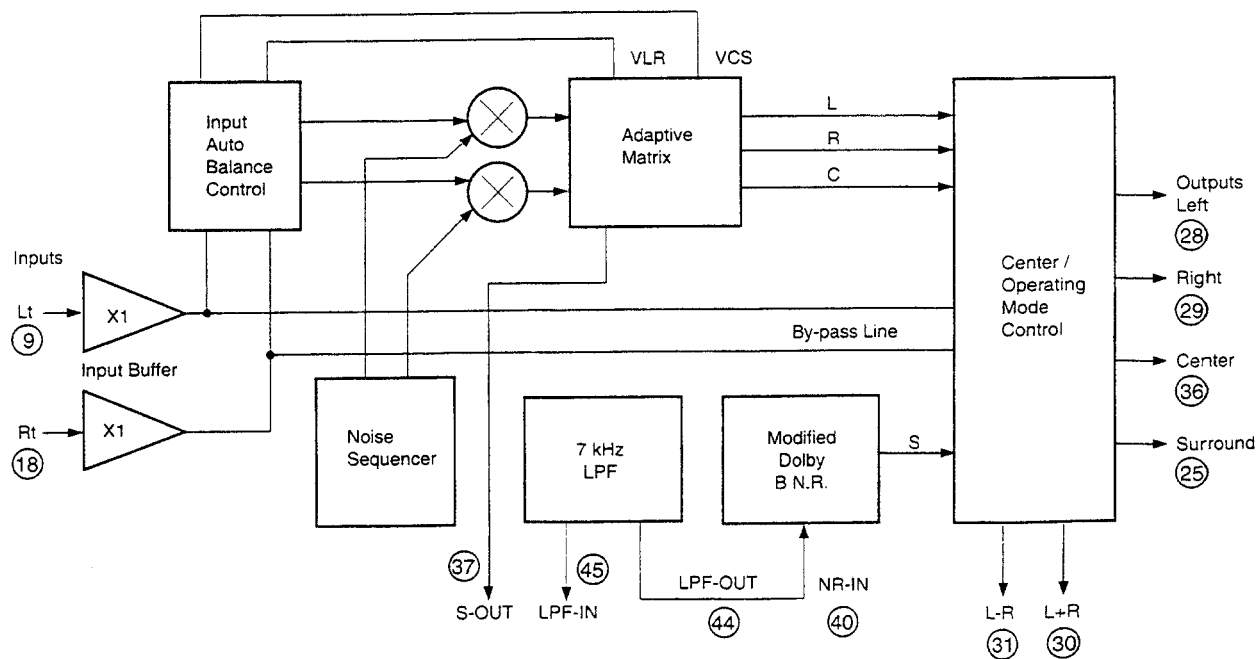 VLR
VCS
Input
Auto
Balance
Control
Adaptive
Matrix
L
R
C
Center /
Operating
Mode
Control
Outputs
Left
28
Right
29
Center
36
Surround
25
Inputs
Lt
9
X1
By-pass Line
Input Buffer
Rt
18
X1
Noise
Sequencer
7 kHz
LPF
Modified
Dolby
B N.R.
S
37
S-OUT
45
LPF-IN
LPF-OUT
44
NR-IN
40
L-R
31
L+R
30